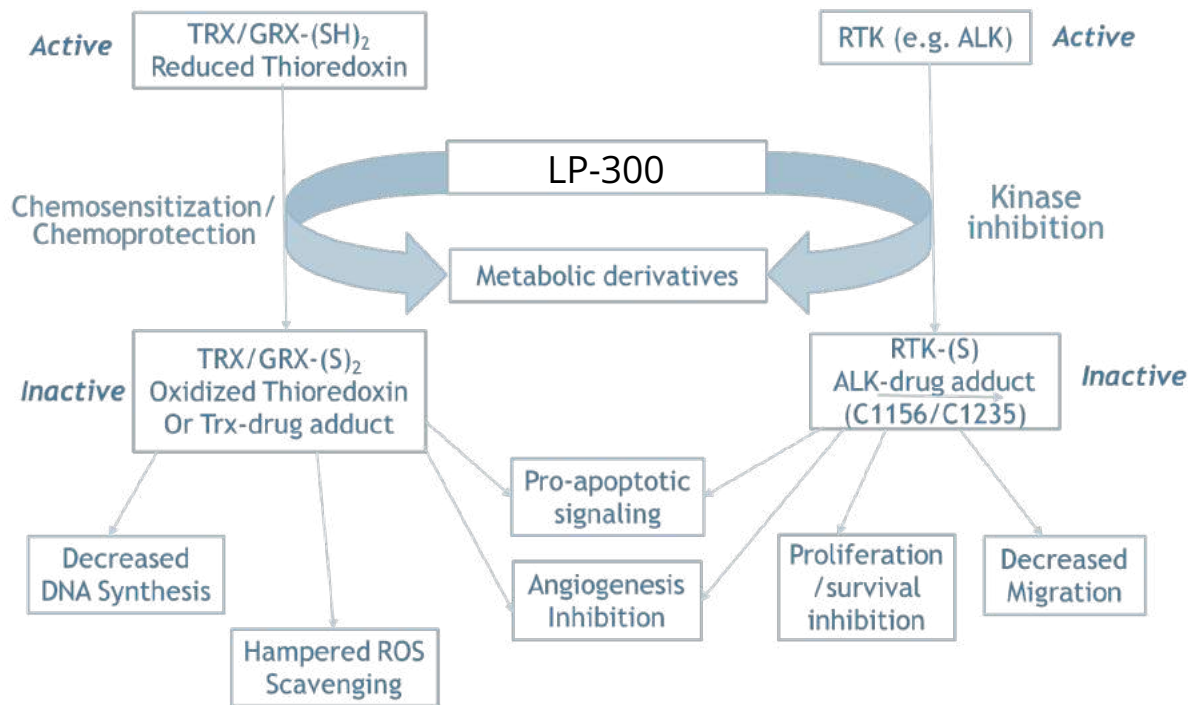 Active
TRX/GRX-(SH)₂
Reduced Thioredoxin
RTK (e.g. ALK)
Active
LP-300
Chemosensitization/
Chemoprotection
Kinase
inhibition
Metabolic derivatives
Inactive
TRX/GRX-(S)₂
Oxidized Thioredoxin
Or Trx-drug adduct
RTK-(S)
ALK-drug adduct
(C1156/C1235)
Inactive
Pro-apoptotic
signaling
Decreased
DNA Synthesis
Angiogenesis
Inhibition
Proliferation
/survival
inhibition
Decreased
Migration
Hampered ROS
Scavenging